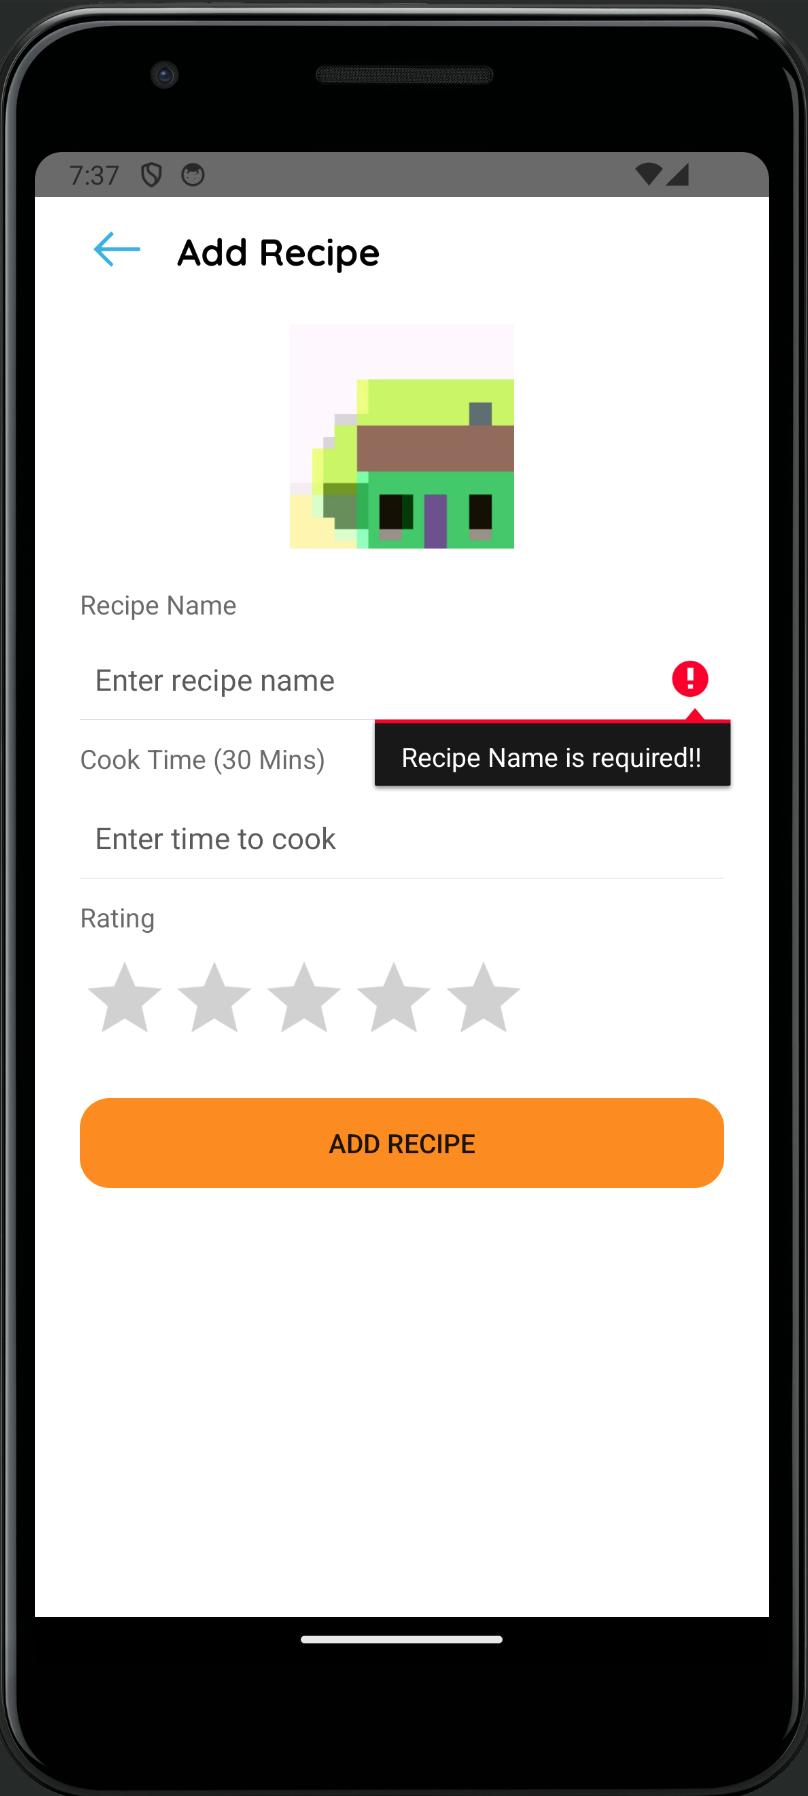 7:37
Add Recipe
Recipe Name
Enter recipe name
Recipe Name is required!!
Cook Time (30 Mins)
Enter time to cook
Rating
ADD RECIPE